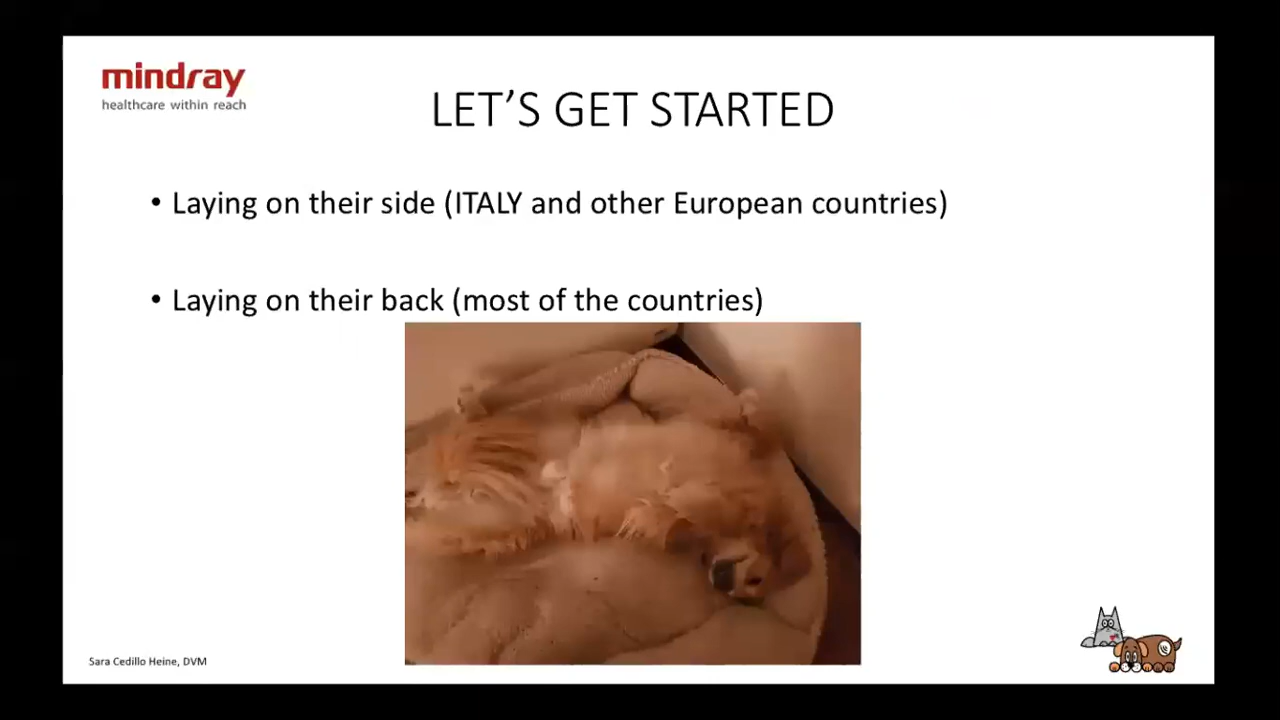 mindray
healthcare within reach
LET’S GET STARTED
• Laying on their side (ITALY and other European countries)
• Laying on their back (most of the countries)
Sara Cedillo Heine, DVM